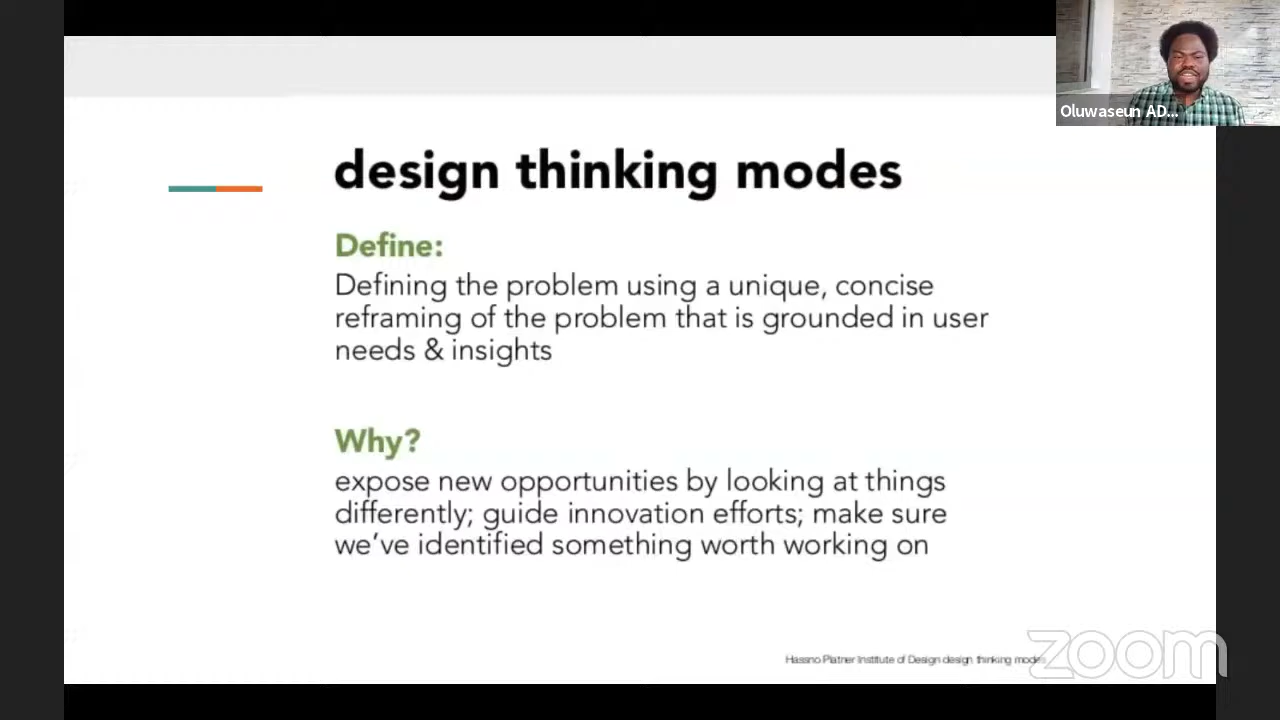 Oluwaseun AD...
design thinking modes
Define:
Defining the problem using a unique, concise
reframing of the problem that is grounded in user
needs & insights
Why?
expose new opportunities by looking at things
differently; guide innovation efforts; make sure
we've identified something worth working on
Hassno Platner Institute of Design design thinking modes
zoom